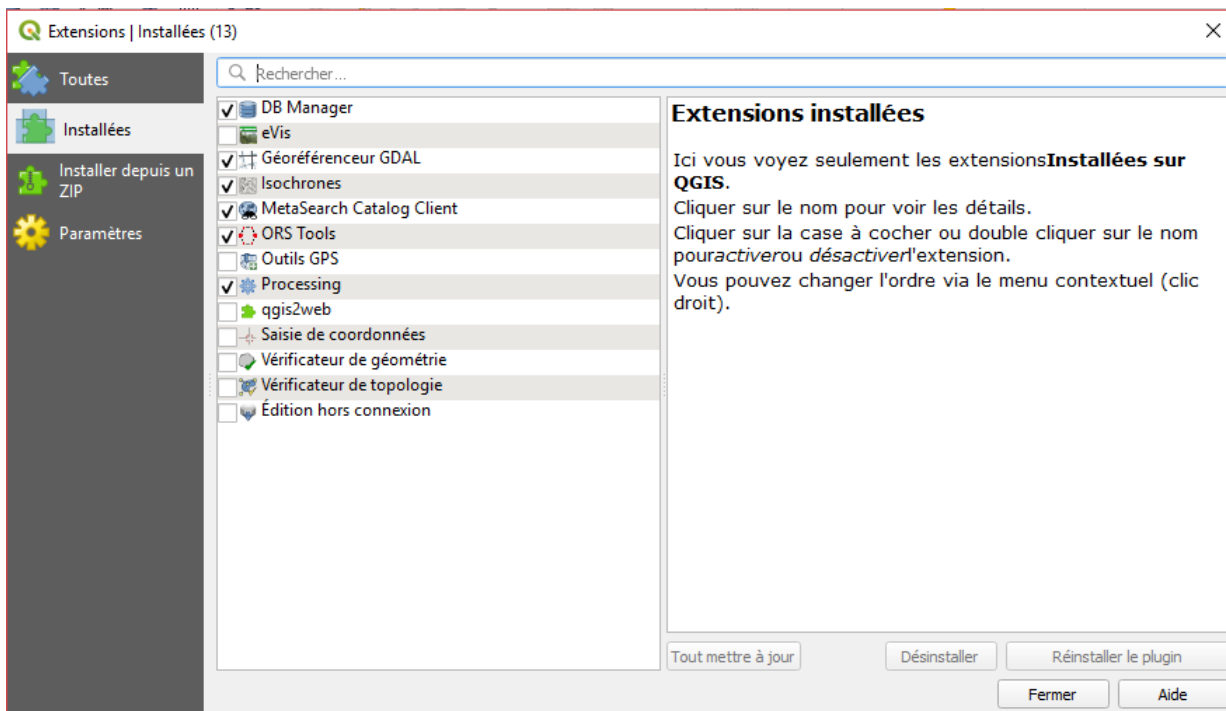 Extensions | Installées (13)
Toutes
Installées
Installer depuis un
ZIP
Paramètres
Rechercher...
DB Manager
eVis
Géoréférenceur GDAL
Isochrones
MetaSearch Catalog Client
ORS Tools
Outils GPS
Processing
qgis2web
Saisie de coordonnées
Vérificateur de géométrie
Vérificateur de topologie
Édition hors connexion
Extensions installées
Ici vous voyez seulement les extensionsInstallées sur
QGIS.
Cliquer sur le nom pour voir les détails.
Cliquer sur la case à cocher ou double cliquer sur le nom
pouractiverou désactiverl'extension.
Vous pouvez changer l'ordre via le menu contextuel (clic
droit).
Tout mettre à jour
Désinstaller
Réinstaller le plugin
Fermer
Aide